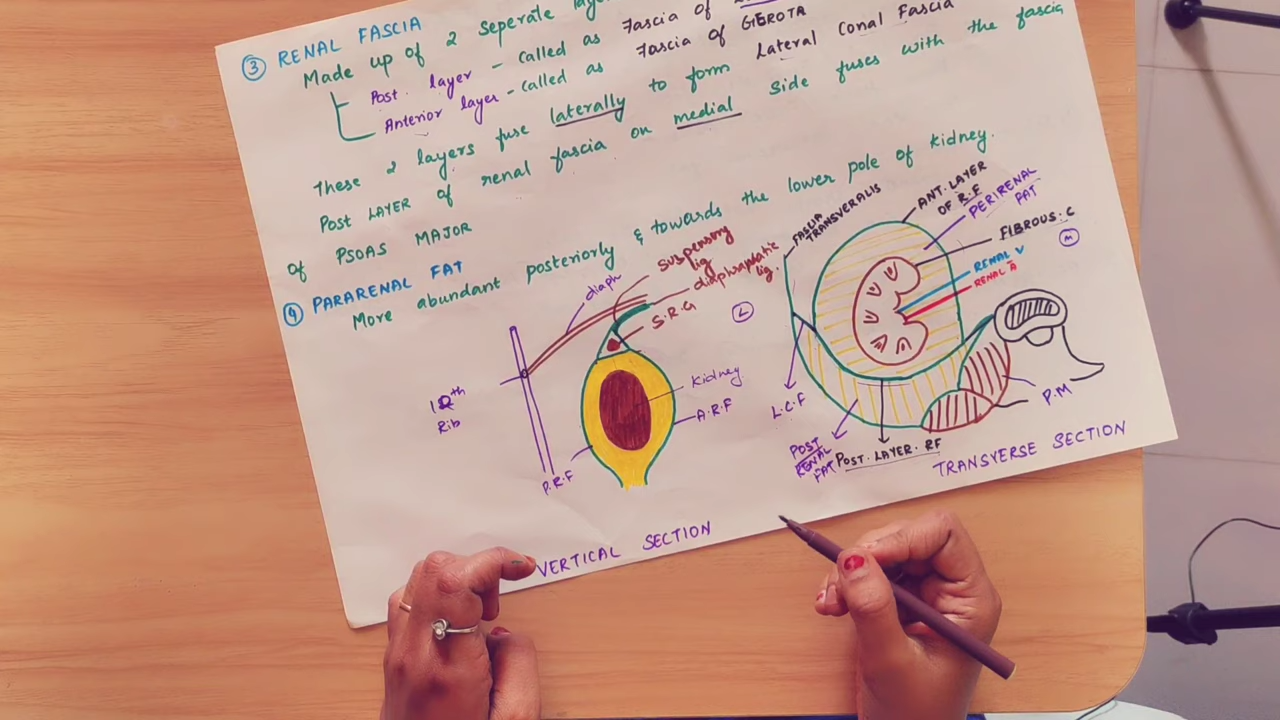 ③ RENAL FASCIA
Made up of 2 seperate
Post. layer - called as Fascia of
Anterior layer - called as Fascia of GEROTA
These 2 layers fuse laterally to form Lateral Conal Fascia
Post LAYER of renal fascia on medial side fuses with the fascia
of PSOAS MAJOR
④ PARARENAL FAT
More abundant posteriorly & towards the lower pole of kidney.
diaph
suspensory
lig
diaphragmatic
lig.
S.R.G
L
12th
Rib
Kidney
A.R.F
P.R.F
VERTICAL SECTION
FASCIA
TRANSVERALIS
ANT. LAYER
OF R.F
PERIRENAL
FAT
FIBROUS.C
M
RENAL V
RENAL A
L.C.F
POST
RENAL
FAT
POST. LAYER. RF
P.M
TRANSVERSE SECTION